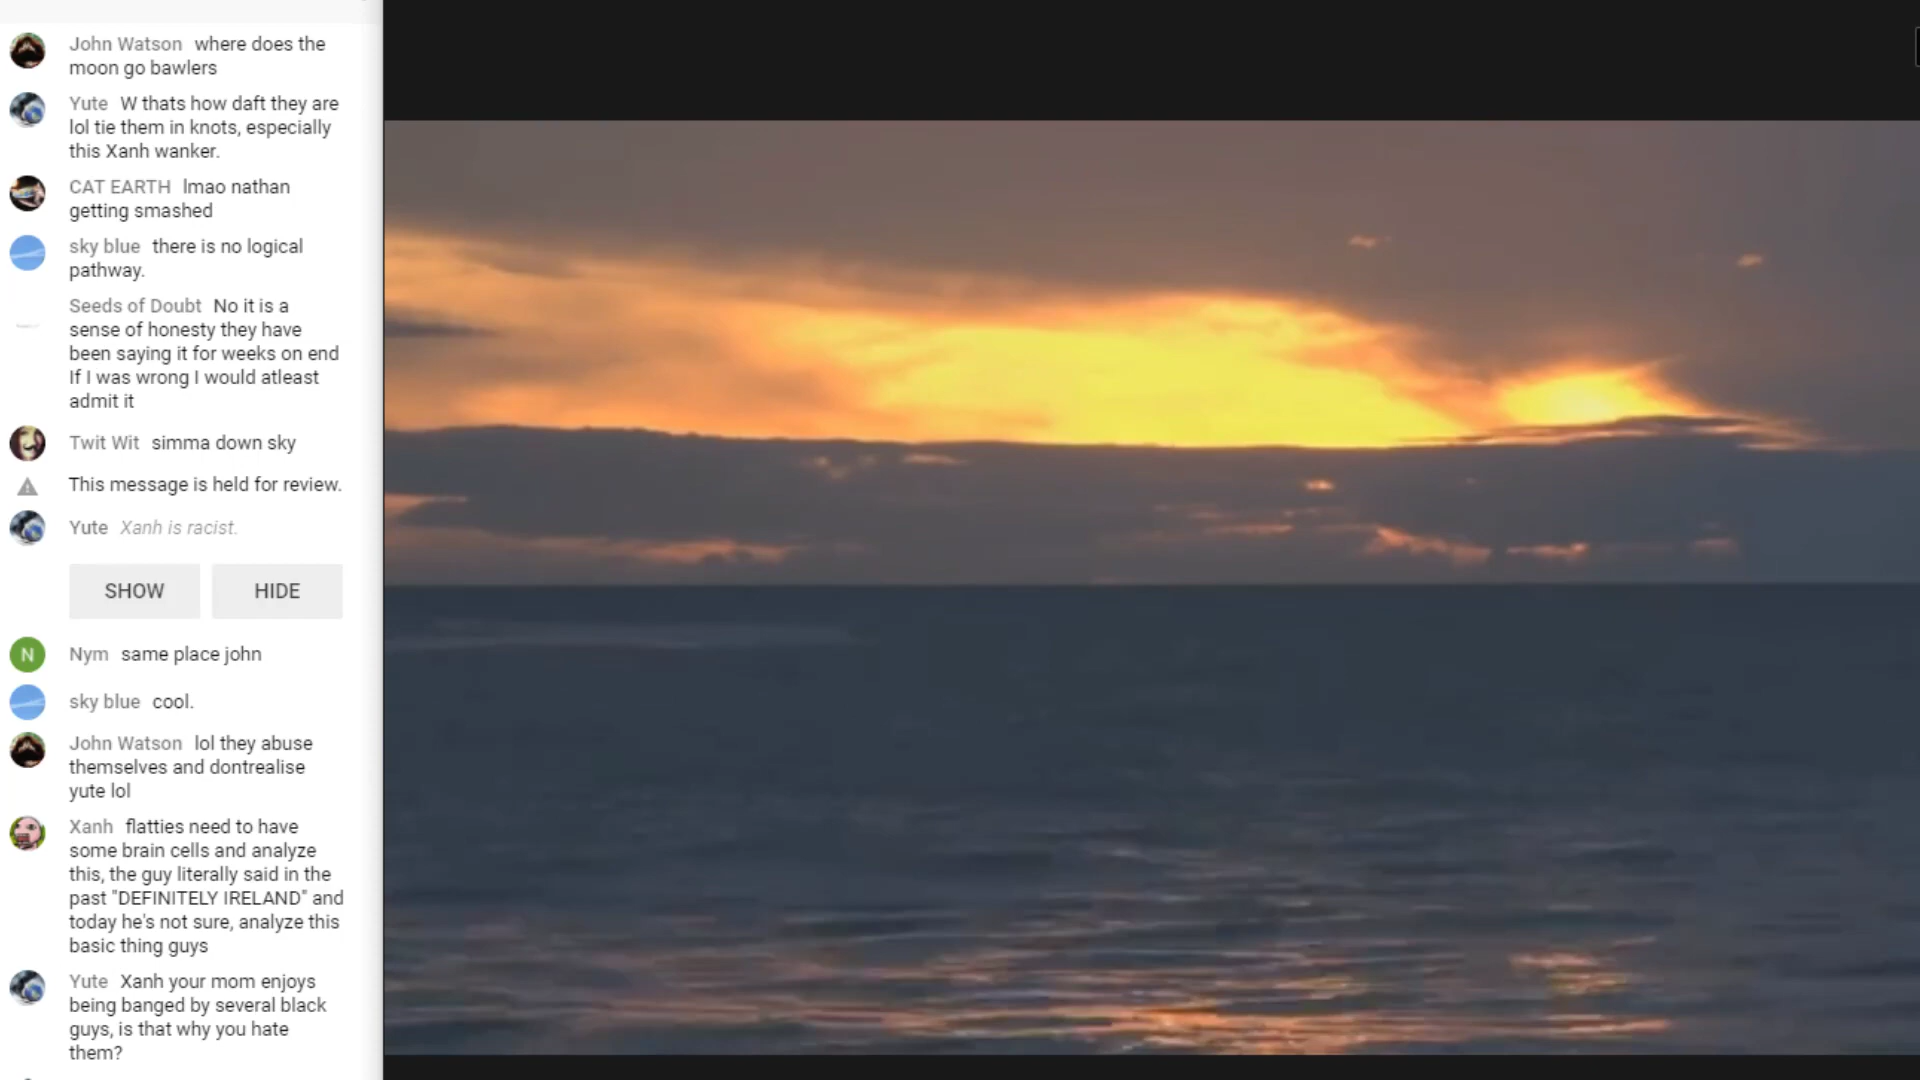 John Watson where does the
moon go bawlers
Yute W thats how daft they are
lol tie them in knots, especially
this Xanh wanker.
CAT EARTH lmao nathan
getting smashed
sky blue there is no logical
pathway.
Seeds of Doubt No it is a
sense of honesty they have
been saying it for weeks on end
If I was wrong I would atleast
admit it
Twit Wit simma down sky
This message is held for review.
Yute Xanh is racist.
SHOW HIDE
N
Nym same place john
sky blue cool.
John Watson lol they abuse
themselves and dontrealise
yute lol
Xanh flatties need to have
some brain cells and analyze
this, the guy literally said in the
past "DEFINITELY IRELAND" and
today he's not sure, analyze this
basic thing guys
Yute Xanh your mom enjoys
being banged by several black
guys, is that why you hate
them?